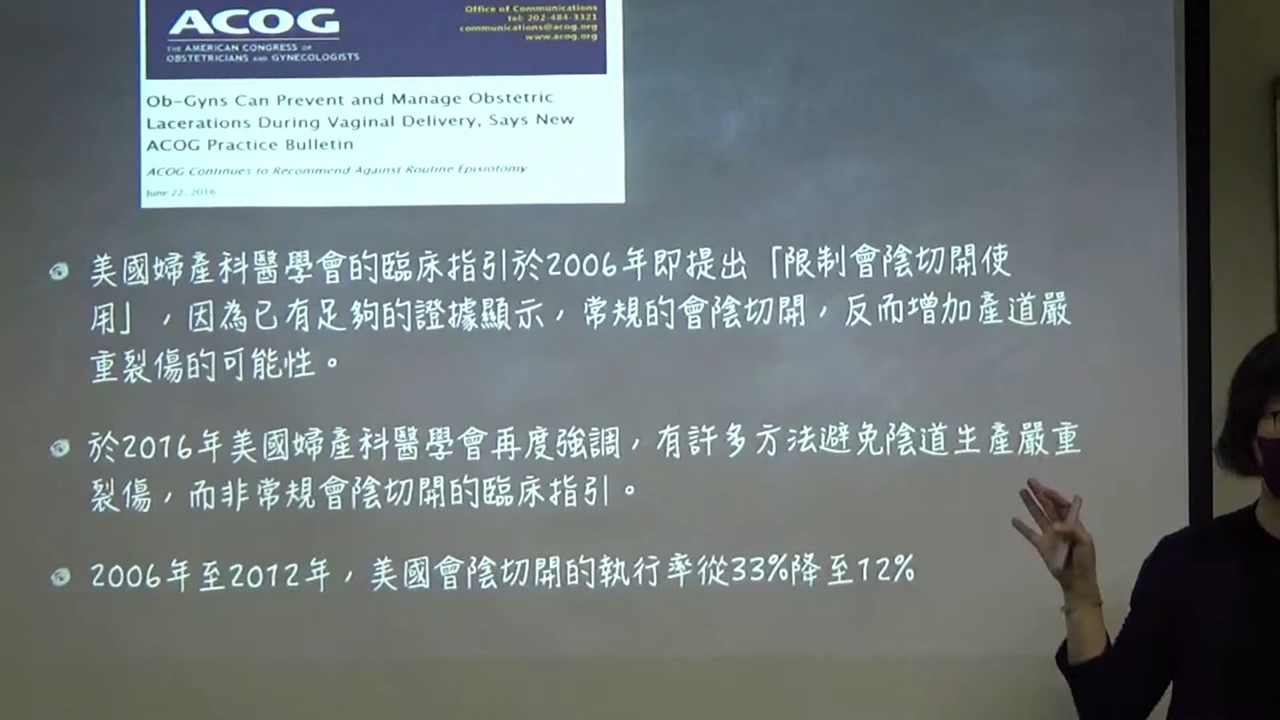 ACOG
THE AMERICAN CONGRESS OF
OBSTETRICIANS AND GYNECOLOGISTS
Office of Communications
tel: 202-484-3321
communications@acog.org
www.acog.org
Ob-Gyns Can Prevent and Manage Obstetric
Lacerations During Vaginal Delivery, Says New
ACOG Practice Bulletin
ACOG Continues to Recommend Against Routine Episiotomy
June 22, 2016
美國婦產科醫學會的臨床指引於2006年即提出「限制會陰切開使
用」，因為已有足夠的證據顯示，常規的會陰切開，反而增加產道嚴
重裂傷的可能性。
於2016年美國婦產科醫學會再度強調，有許多方法避免陰道生產嚴重
裂傷，而非常規會陰切開的臨床指引。
2006年至2012年，美國會陰切開的執行率從33%降至12%